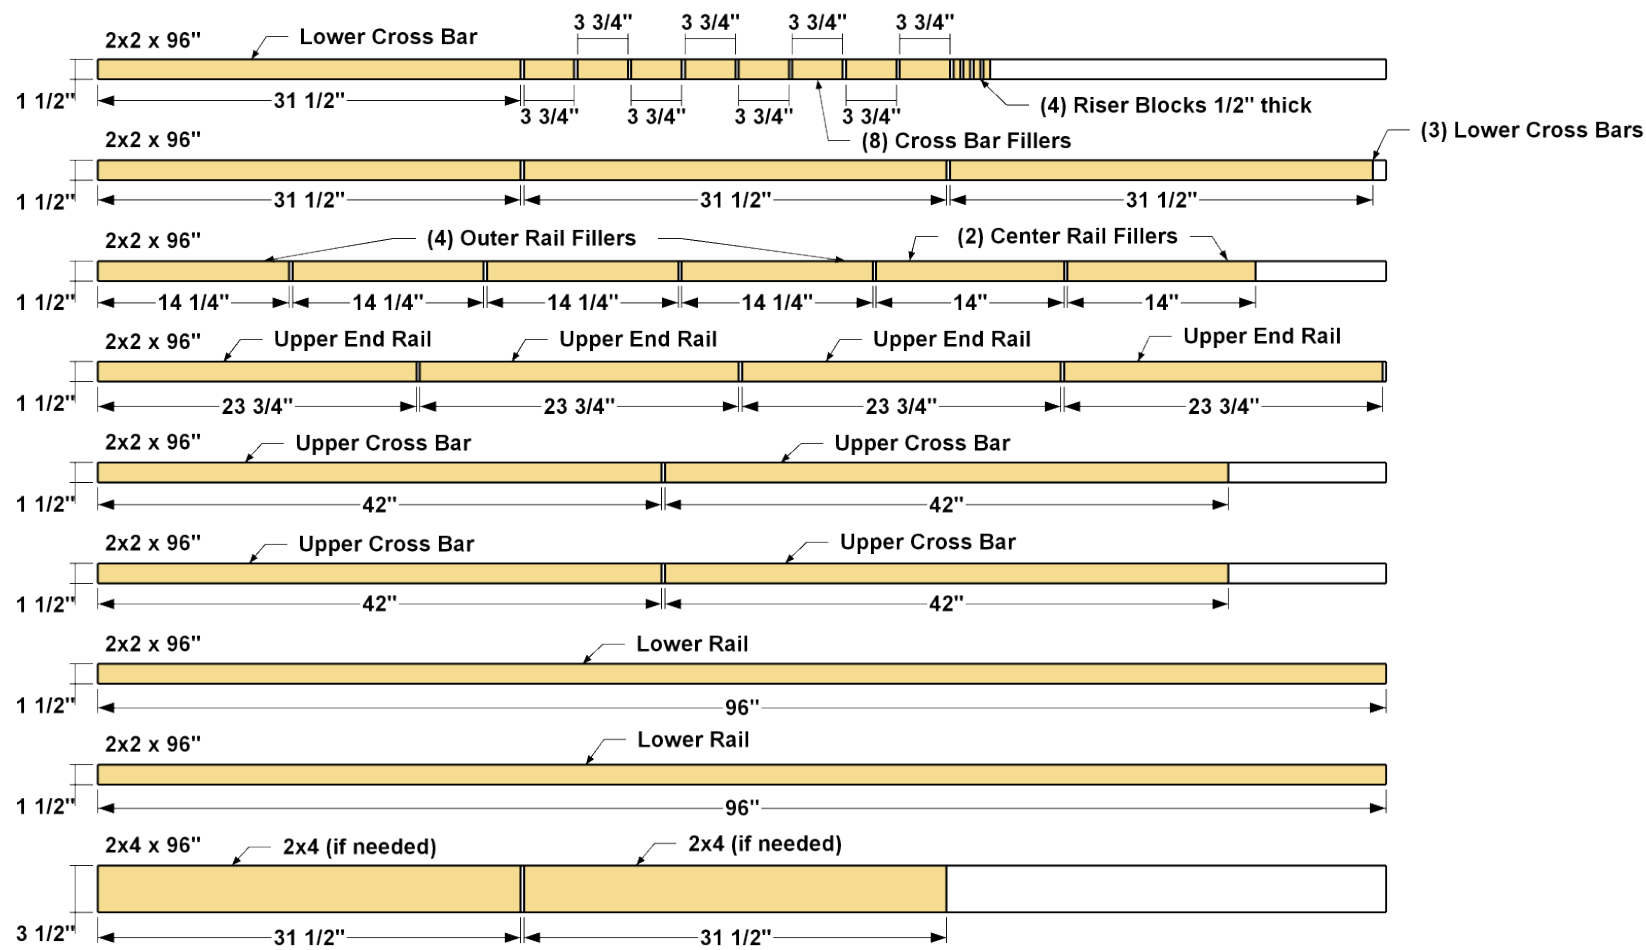 3 3/4" 3 3/4" 3 3/4" 3 3/4"
2x2 x 96" Lower Cross Bar
1 1/2" 31 1/2" 3 3/4" 3 3/4" 3 3/4" 3 3/4" (4) Riser Blocks 1/2" thick
2x2 x 96" (8) Cross Bar Fillers (3) Lower Cross Bars
1 1/2" 31 1/2" 31 1/2" 31 1/2"
2x2 x 96" (4) Outer Rail Fillers (2) Center Rail Fillers
1 1/2" 14 1/4" 14 1/4" 14 1/4" 14 1/4" 14" 14"
2x2 x 96" Upper End Rail Upper End Rail Upper End Rail Upper End Rail
1 1/2" 23 3/4" 23 3/4" 23 3/4" 23 3/4"
2x2 x 96" Upper Cross Bar Upper Cross Bar
1 1/2" 42" 42"
2x2 x 96" Upper Cross Bar Upper Cross Bar
1 1/2" 42" 42"
2x2 x 96" Lower Rail
1 1/2" 96"
2x2 x 96" Lower Rail
1 1/2" 96"
2x4 x 96" 2x4 (if needed) 2x4 (if needed)
3 1/2" 31 1/2" 31 1/2"